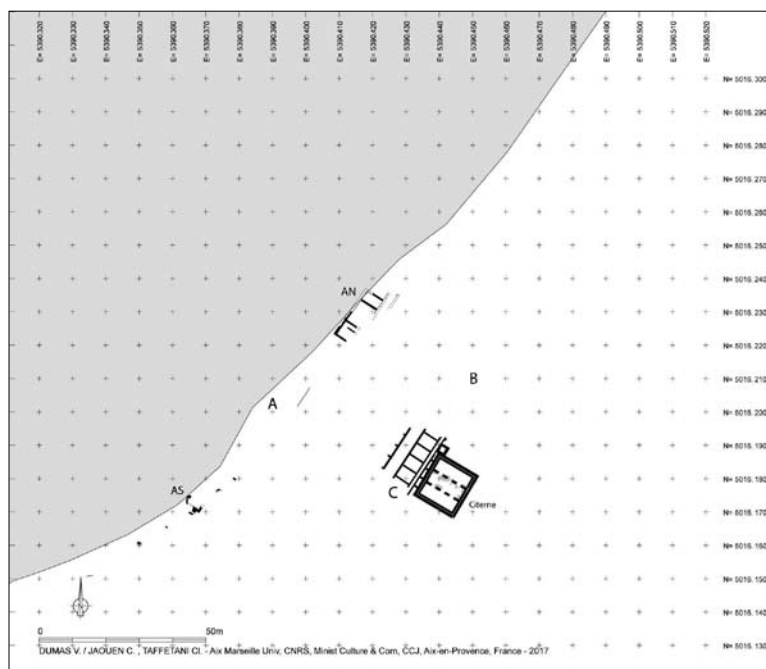 E= 5390.320
E= 5390.330
E= 5390.340
E= 5390.350
E= 5390.360
E= 5390.370
E= 5390.380
E= 5390.390
E= 5390.400
E= 5390.410
E= 5390.420
E= 5390.430
E= 5390.440
E= 5390.450
E= 5390.460
E= 5390.470
E= 5390.480
E= 5390.490
E= 5390.500
E= 5390.510
E= 5390.520
N= 5016. 300
N= 5016. 290
N= 5016. 280
N= 5016. 270
N= 5016. 260
N= 5016. 250
N= 5016. 240
AN
N= 5016. 230
N= 5016. 220
B
N= 5016. 210
A
N= 5016. 200
N= 5016. 190
AS
C
N= 5016. 180
Citerne
N= 5016. 170
N= 5016. 160
N= 5016. 150
N= 5016. 140
0 50m
N= 5016. 130
DUMAS V. / JAOUEN C. , TAFFETANI Cl. - Aix Marseille Univ, CNRS, Minist Culture & Com, CCJ, Aix-en-Provence, France - 2017